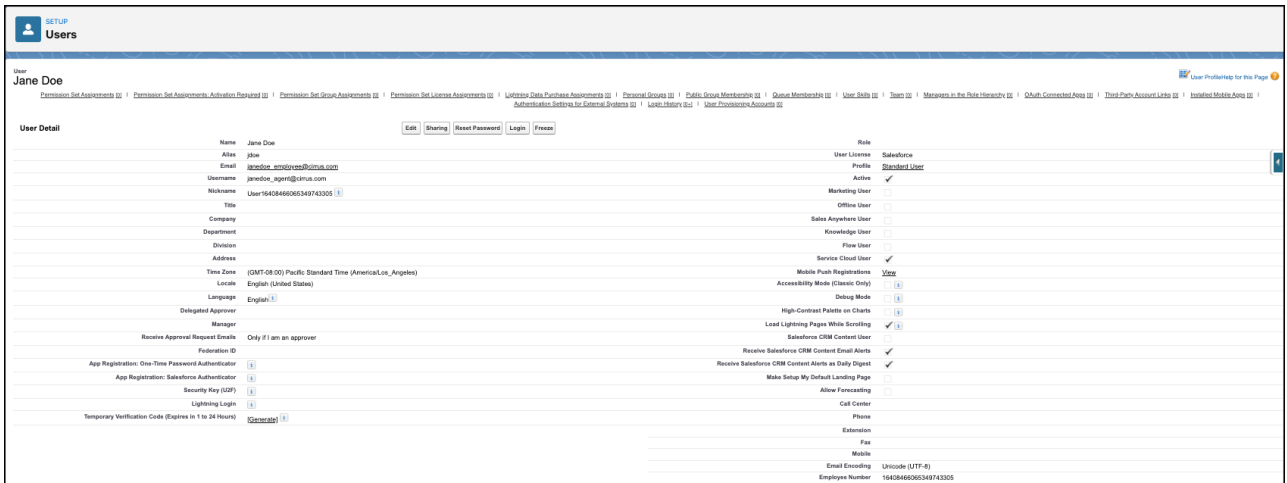 SETUP
Users
User
Jane Doe
User Profile Help for this Page
Permission Set Assignments [0] | Permission Set Assignments: Activation Required [0] | Permission Set Group Assignments [0] | Permission Set License Assignments [0] | Lightning Data Purchase Assignments [0] | Personal Groups [0] | Public Group Membership [0] | Queue Membership [0] | User Skills [0] | Team [0] | Managers in the Role Hierarchy [0] | OAuth Connected Apps [0] | Third-Party Account Links [0] | Installed Mobile Apps [0] |
Authentication Settings for External Systems [0] | Login History [0+] | User Provisioning Accounts [0]
User Detail Edit Sharing Reset Password Login Freeze
Name Jane Doe
Alias jdoe
Email janedoe_employee@cirrus.com
Username janedoe_agent@cirrus.com
Nickname User16408466065349743305
Title
Company
Department
Division
Address
Time Zone (GMT-08:00) Pacific Standard Time (America/Los_Angeles)
Locale English (United States)
Language English
Delegated Approver
Manager
Receive Approval Request Emails Only if I am an approver
Federation ID
App Registration: One-Time Password Authenticator
App Registration: Salesforce Authenticator
Security Key (U2F)
Lightning Login
Temporary Verification Code (Expires in 1 to 24 Hours) [Generate]
Role
User License Salesforce
Profile Standard User
Active
Marketing User
Offline User
Sales Anywhere User
Knowledge User
Flow User
Service Cloud User
Mobile Push Registrations View
Accessibility Mode (Classic Only)
Debug Mode
High-Contrast Palette on Charts
Load Lightning Pages While Scrolling
Salesforce CRM Content User
Receive Salesforce CRM Content Email Alerts
Receive Salesforce CRM Content Alerts as Daily Digest
Make Setup My Default Landing Page
Allow Forecasting
Call Center
Phone
Extension
Fax
Mobile
Email Encoding Unicode (UTF-8)
Employee Number 16408466065349743305